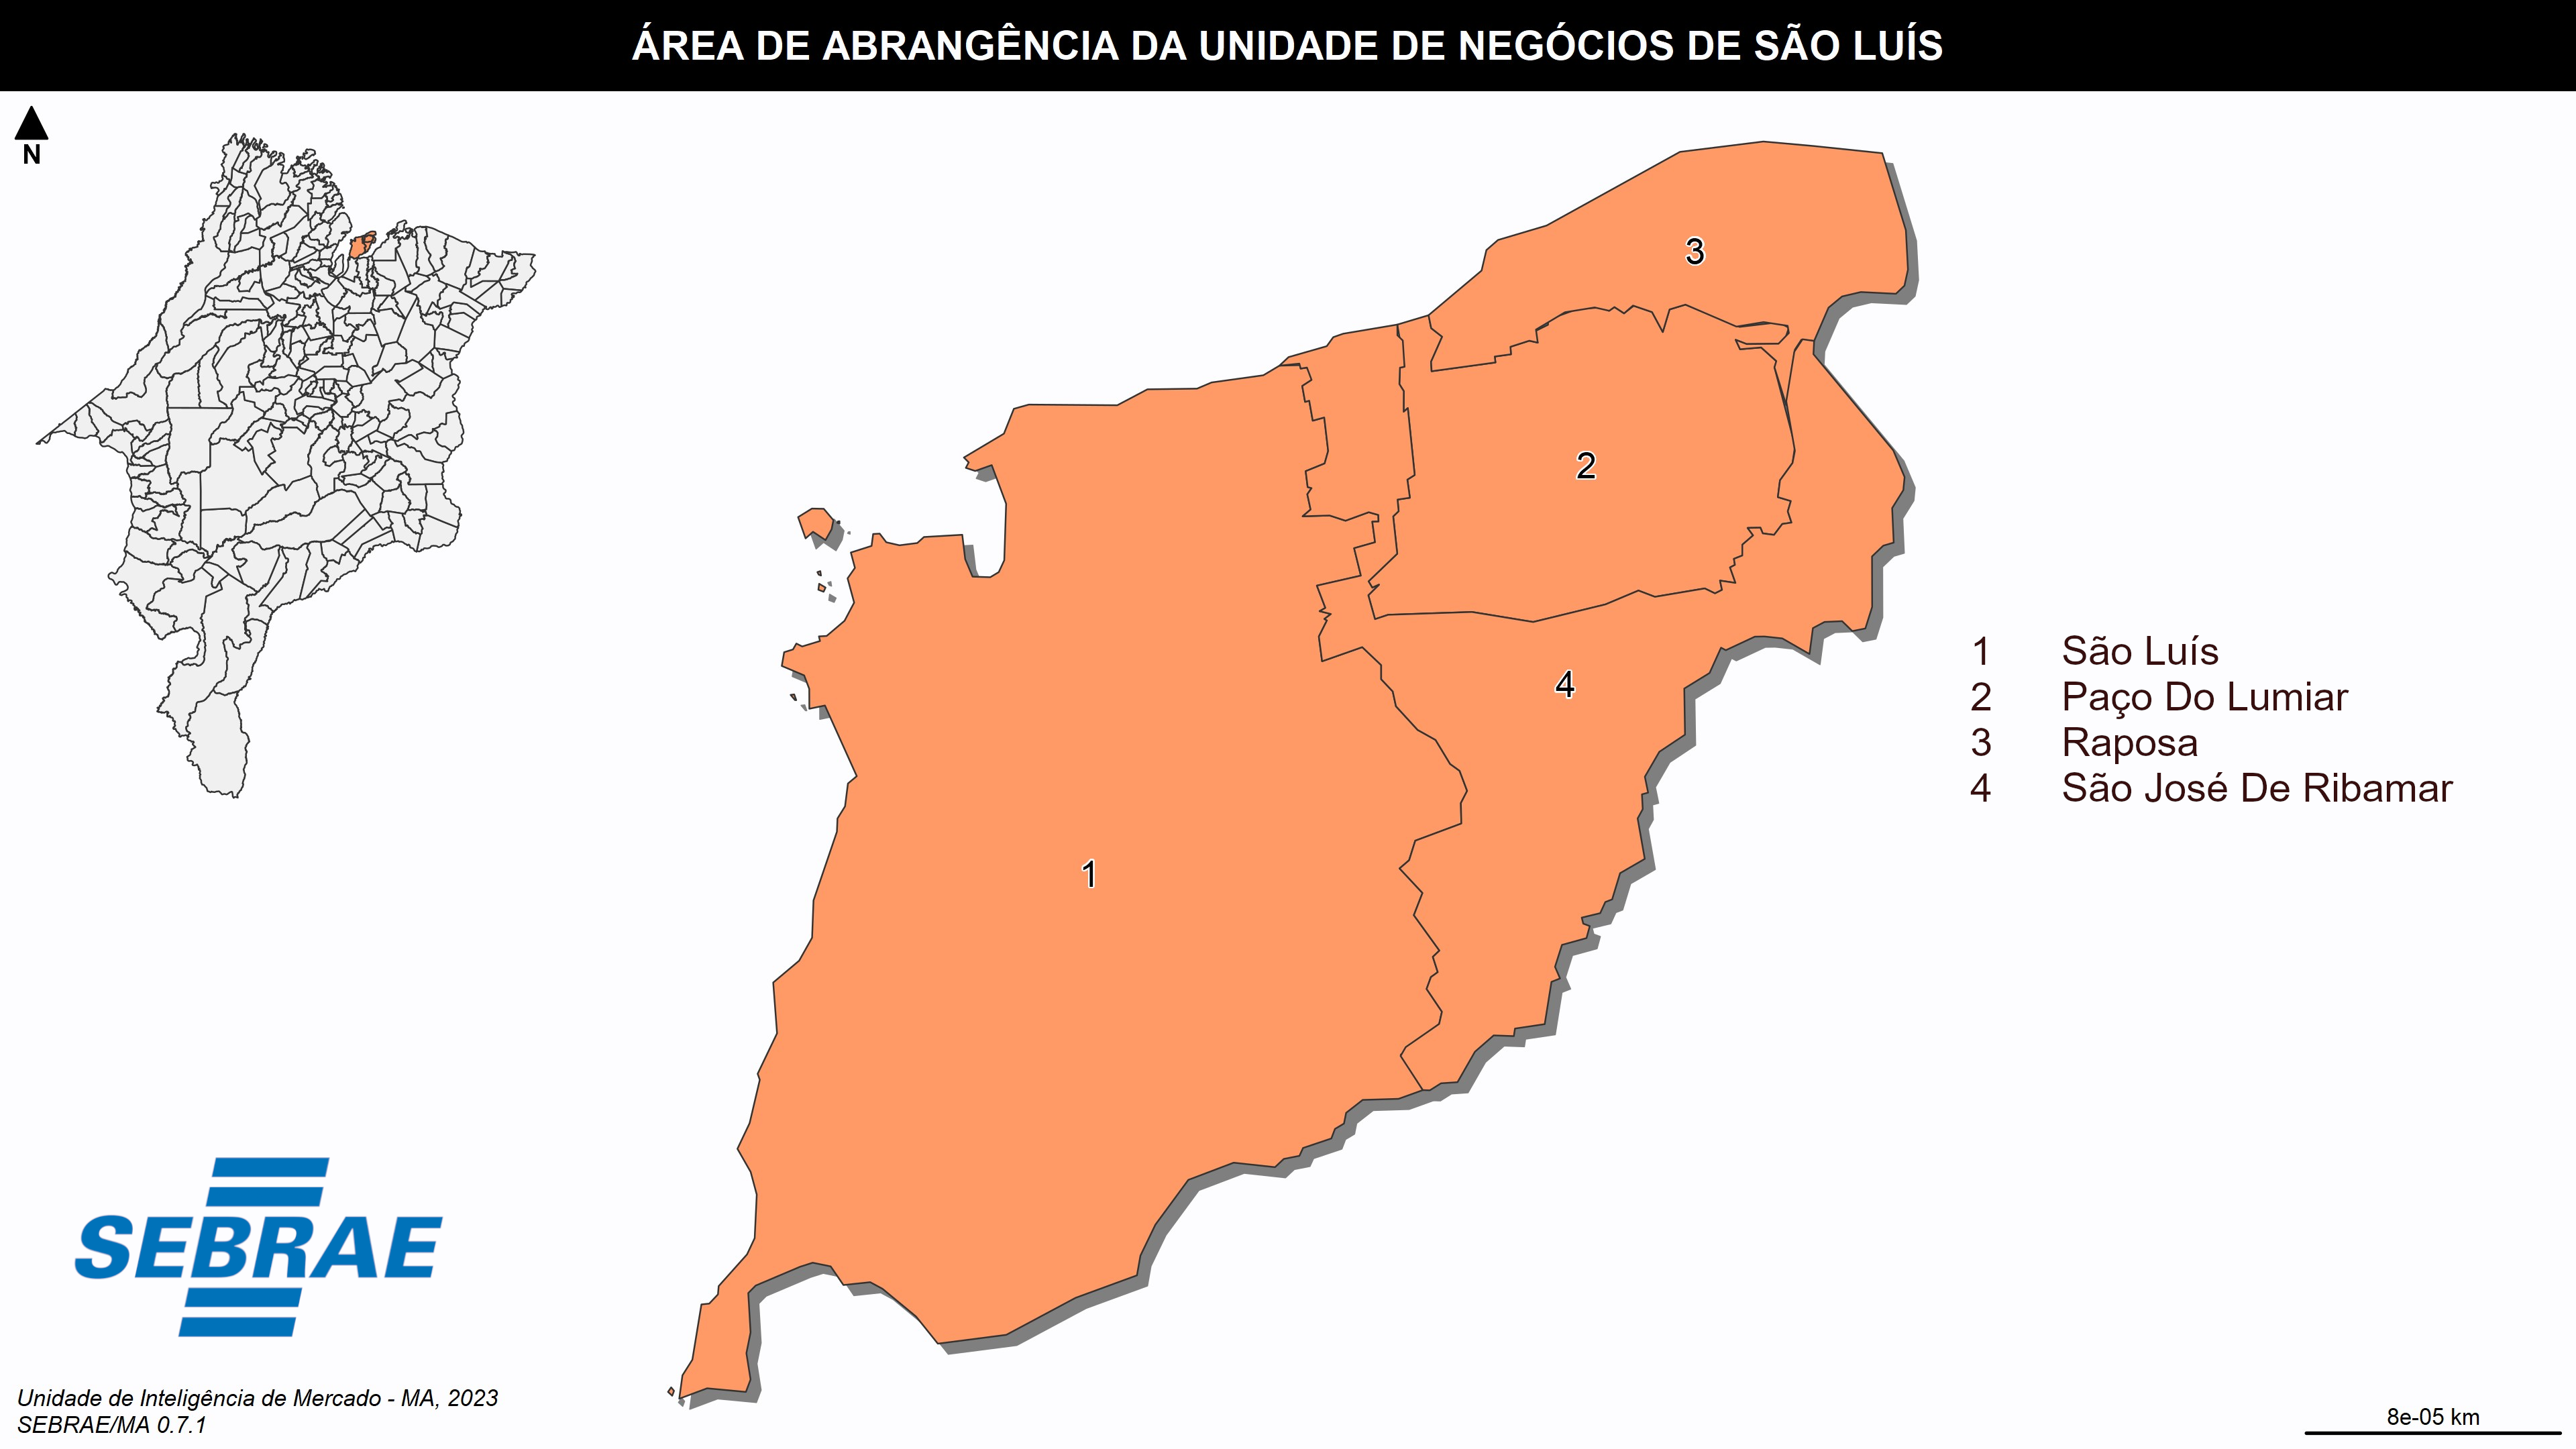 ÁREA DE ABRANGÊNCIA DA UNIDADE DE NEGÓCIOS DE SÃO LUÍS
N
3
2
4
1
1 São Luís
2 Paço Do Lumiar
3 Raposa
4 São José De Ribamar
SEBRAE
Unidade de Inteligência de Mercado - MA, 2023
SEBRAE/MA 0.7.1
8e-05 km